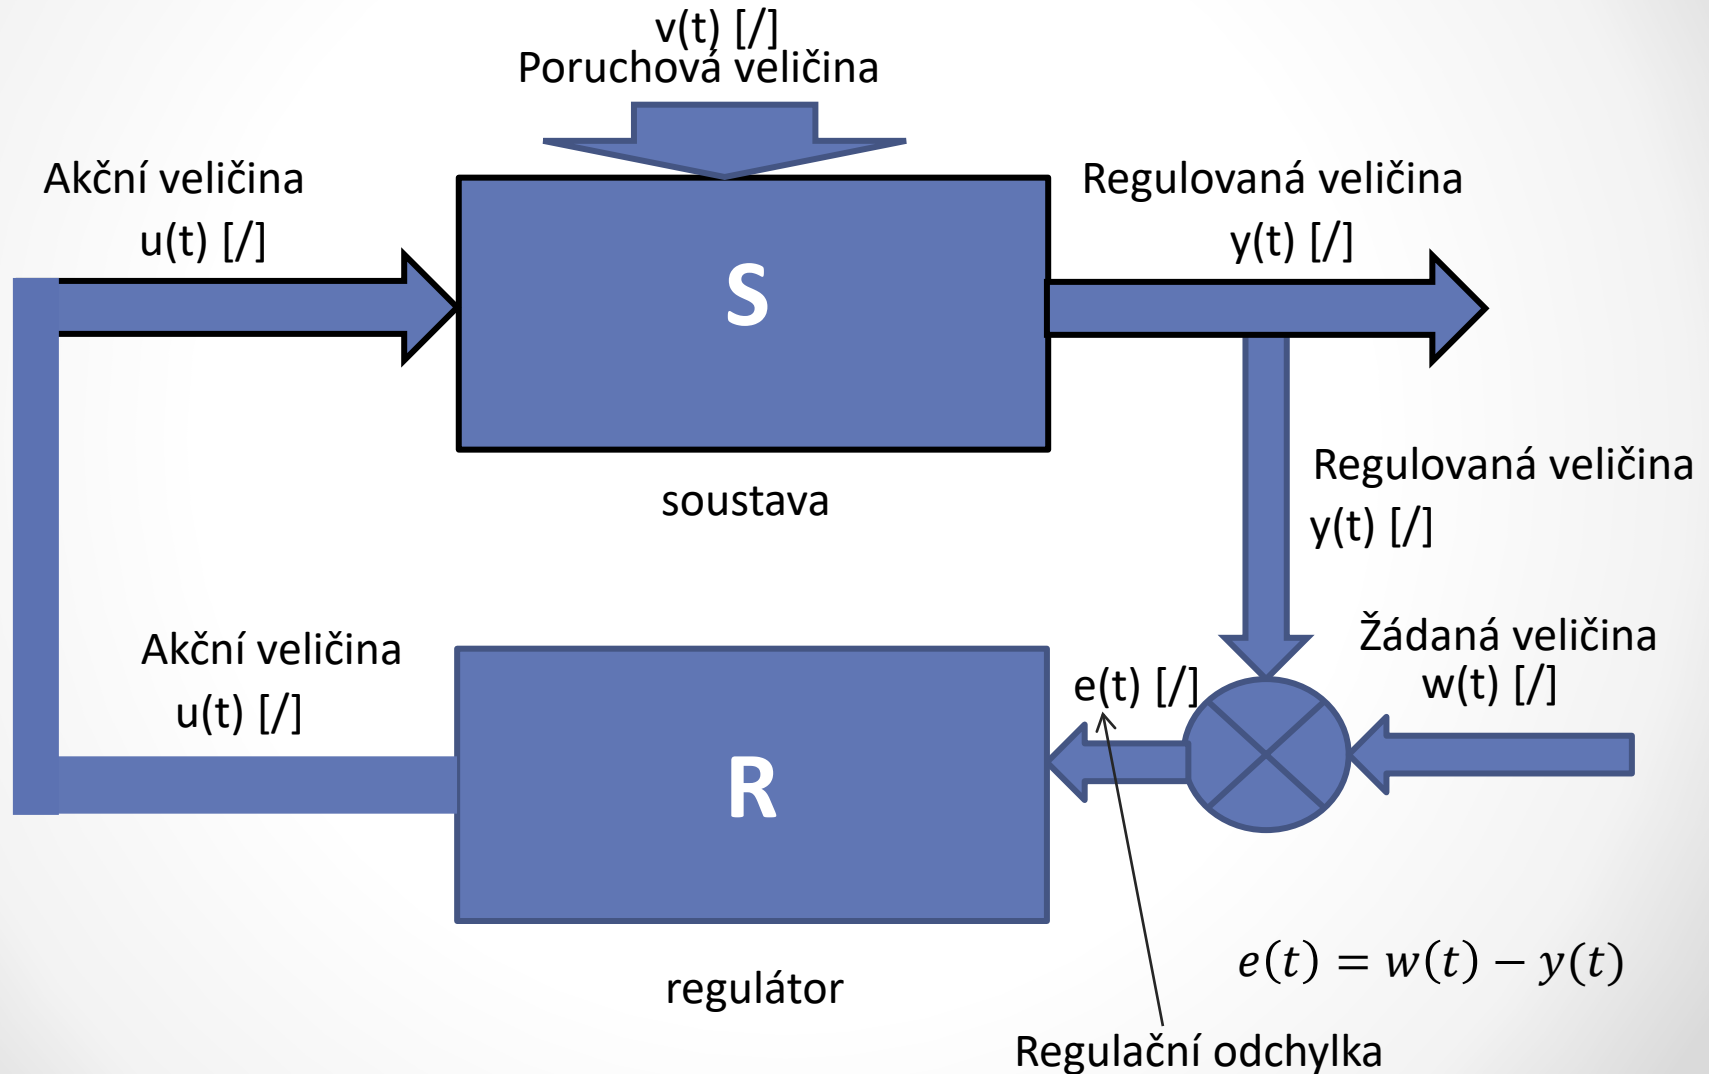 v(t) [/]
Poruchová veličina
Akční veličina
u(t) [/]
S
Regulovaná veličina
y(t) [/]
soustava
Regulovaná veličina
y(t) [/]
Akční veličina
u(t) [/]
R
e(t) [/]
Žádaná veličina
w(t) [/]
regulátor
e(t) = w(t) − y(t)
Regulační odchylka